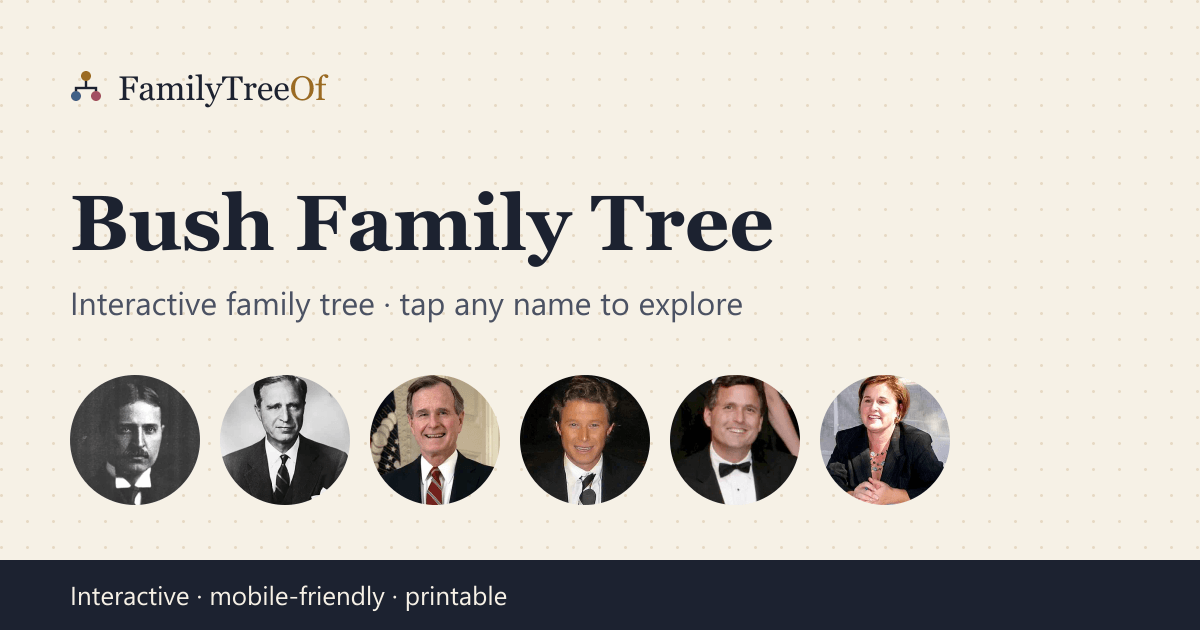 FamilyTreeOf
Bush Family Tree
Interactive family tree · tap any name to explore
Interactive · mobile-friendly · printable